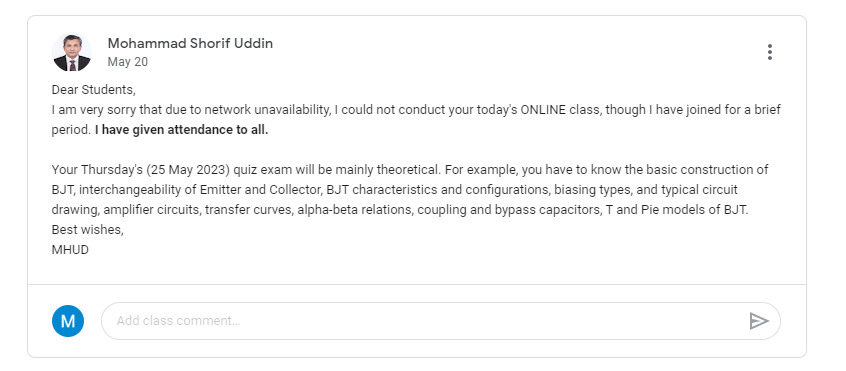 Mohammad Shorif Uddin
May 20
Dear Students,
I am very sorry that due to network unavailability, I could not conduct your today's ONLINE class, though I have joined for a brief
period. I have given attendance to all.
Your Thursday's (25 May 2023) quiz exam will be mainly theoretical. For example, you have to know the basic construction of
BJT, interchangeability of Emitter and Collector, BJT characteristics and configurations, biasing types, and typical circuit
drawing, amplifier circuits, transfer curves, alpha-beta relations, coupling and bypass capacitors, T and Pie models of BJT.
Best wishes,
MHUD
M
Add class comment...